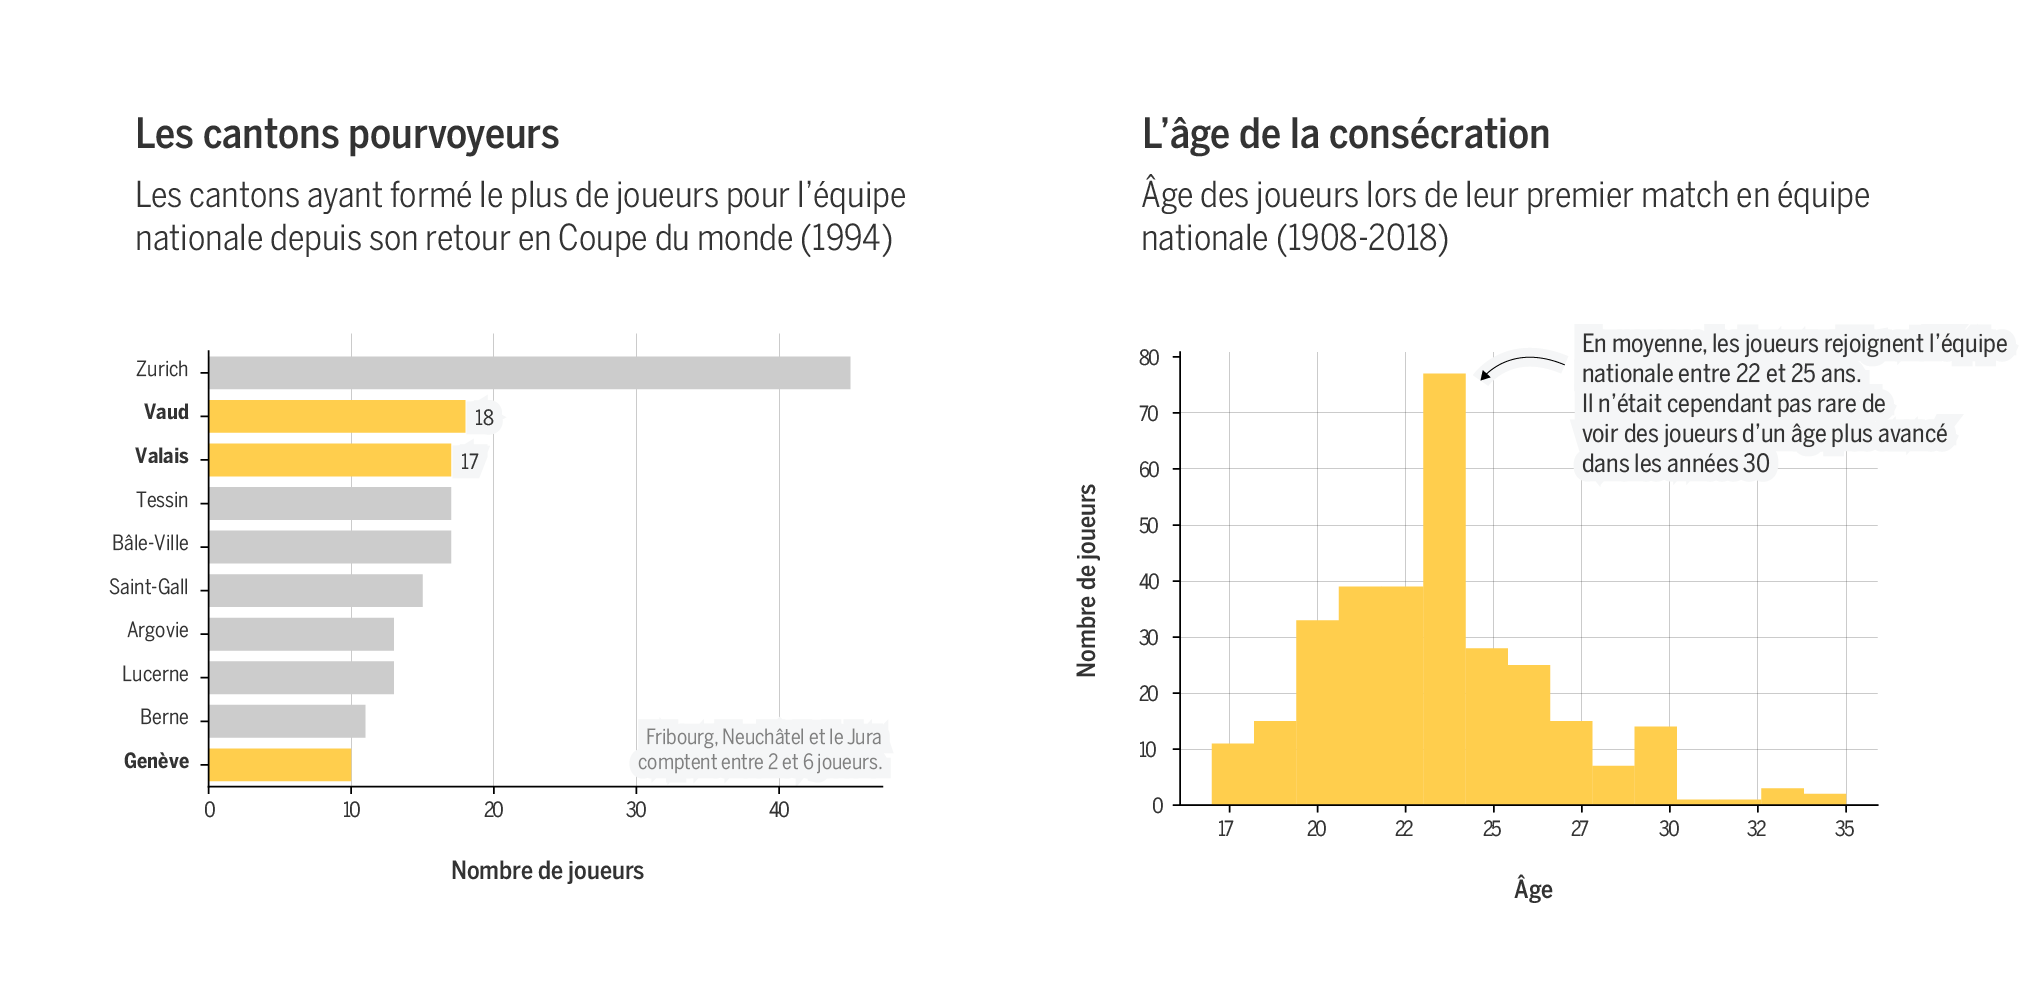 Les cantons pourvoyeurs
Les cantons ayant formé le plus de joueurs pour l'équipe
nationale depuis son retour en Coupe du monde (1994)
Zurich
Vaud
18
Valais
17
Tessin
Bâle-Ville
Saint-Gall
Argovie
Lucerne
Berne
Genève
Fribourg, Neuchâtel et le Jura
comptent entre 2 et 6 joueurs.
0 10 20 30 40
Nombre de joueurs
L'âge de la consécration
Âge des joueurs lors de leur premier match en équipe
nationale (1908-2018)
En moyenne, les joueurs rejoignent l'équipe
nationale entre 22 et 25 ans.
Il n'était cependant pas rare de
voir des joueurs d'un âge plus avancé
dans les années 30
Nombre de joueurs
80
70
60
50
40
30
20
10
0
17 20 22 25 27 30 32 35
Âge